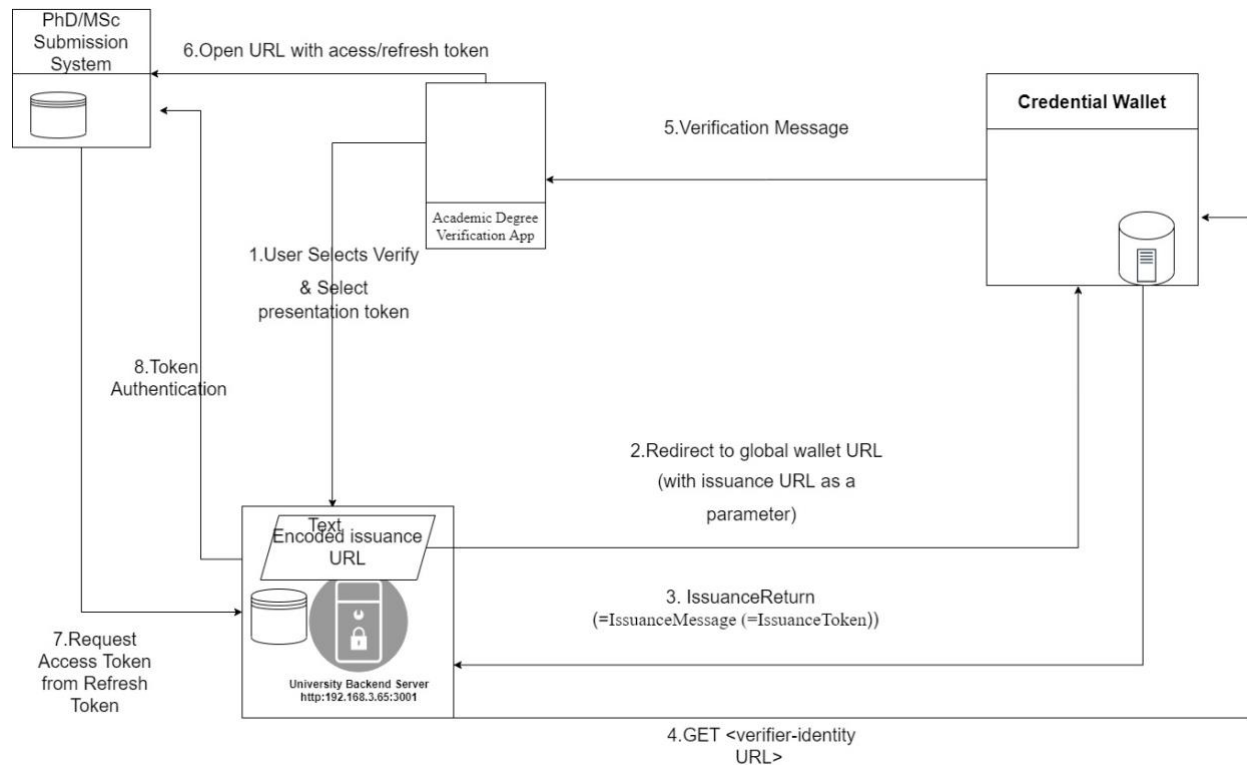 PhD/MSc
Submission
System
6.Open URL with acess/refresh token
Credential Wallet
5.Verification Message
Academic Degree
Verification App
1.User Selects Verify
& Select
presentation token
8.Token
Authentication
2.Redirect to global wallet URL
(with issuance URL as a
parameter)
Text
Encoded issuance
URL
3. IssuanceReturn
(=IssuanceMessage (=IssuanceToken))
7.Request
Access Token
from Refresh
Token
University Backend Server
http:192.168.3.65:3001
4.GET <verifier-identity
URL>